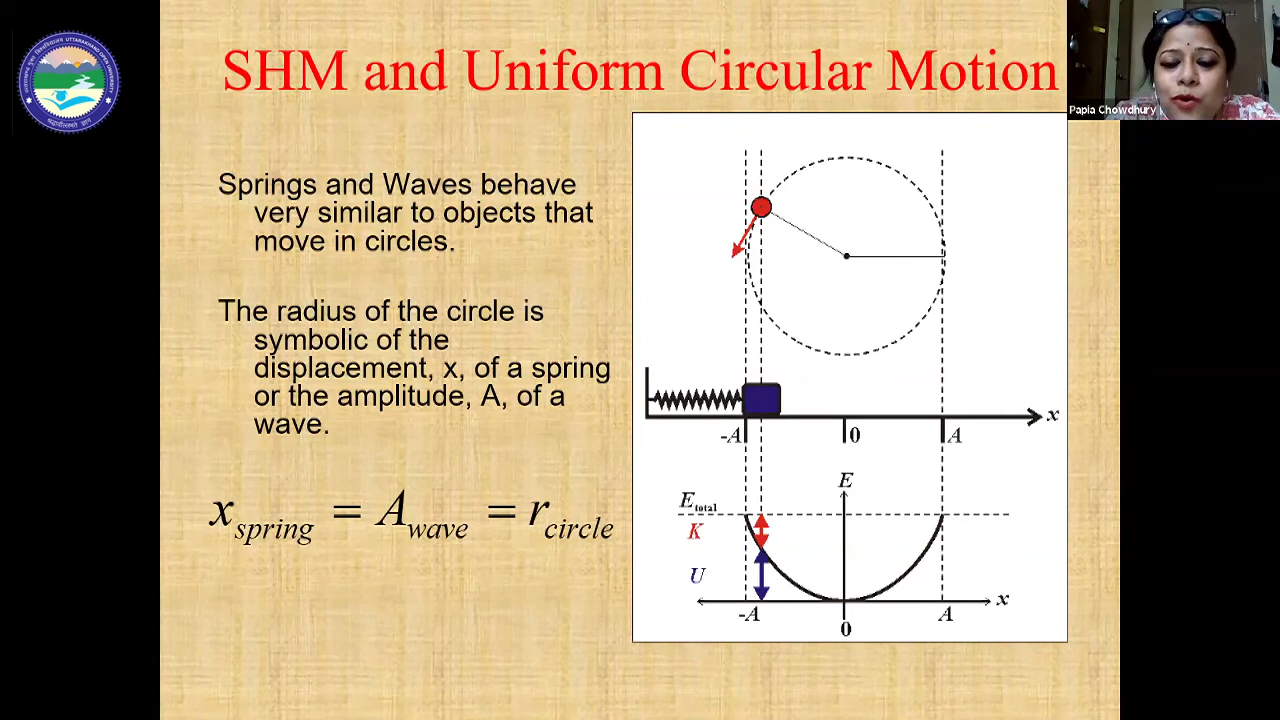 SHM and Uniform Circular Motion
Papia Chowdhury
Springs and Waves behave
very similar to objects that
move in circles.
The radius of the circle is
symbolic of the
displacement, x, of a spring
or the amplitude, A, of a
wave.
x_spring = A_wave = r_circle
x
-A 0 A
E
E_total
K
U
x
-A A
0